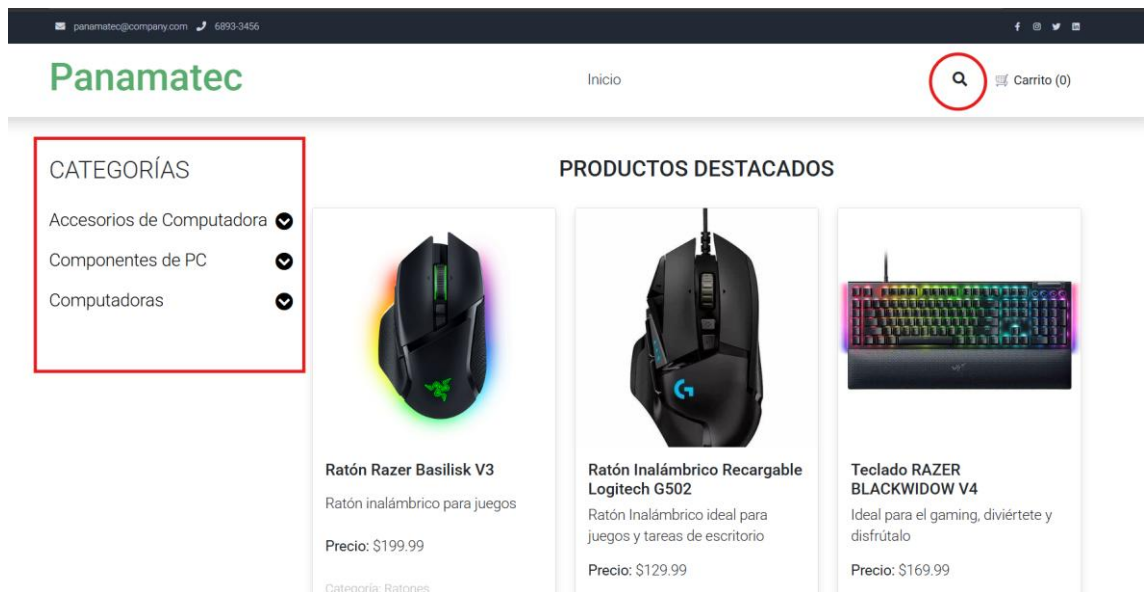 panamatec@company.com 6893-3456
Panamatec
Inicio
Carrito (0)
CATEGORÍAS
Accesorios de Computadora
Componentes de PC
Computadoras
PRODUCTOS DESTACADOS
Ratón Razer Basilisk V3
Ratón inalámbrico para juegos
Precio: $199.99
Categoría: Ratones
Ratón Inalámbrico Recargable
Logitech G502
Ratón Inalámbrico ideal para
juegos y tareas de escritorio
Precio: $129.99
Teclado RAZER
BLACKWIDOW V4
Ideal para el gaming, diviértete y
disfrútalo
Precio: $169.99